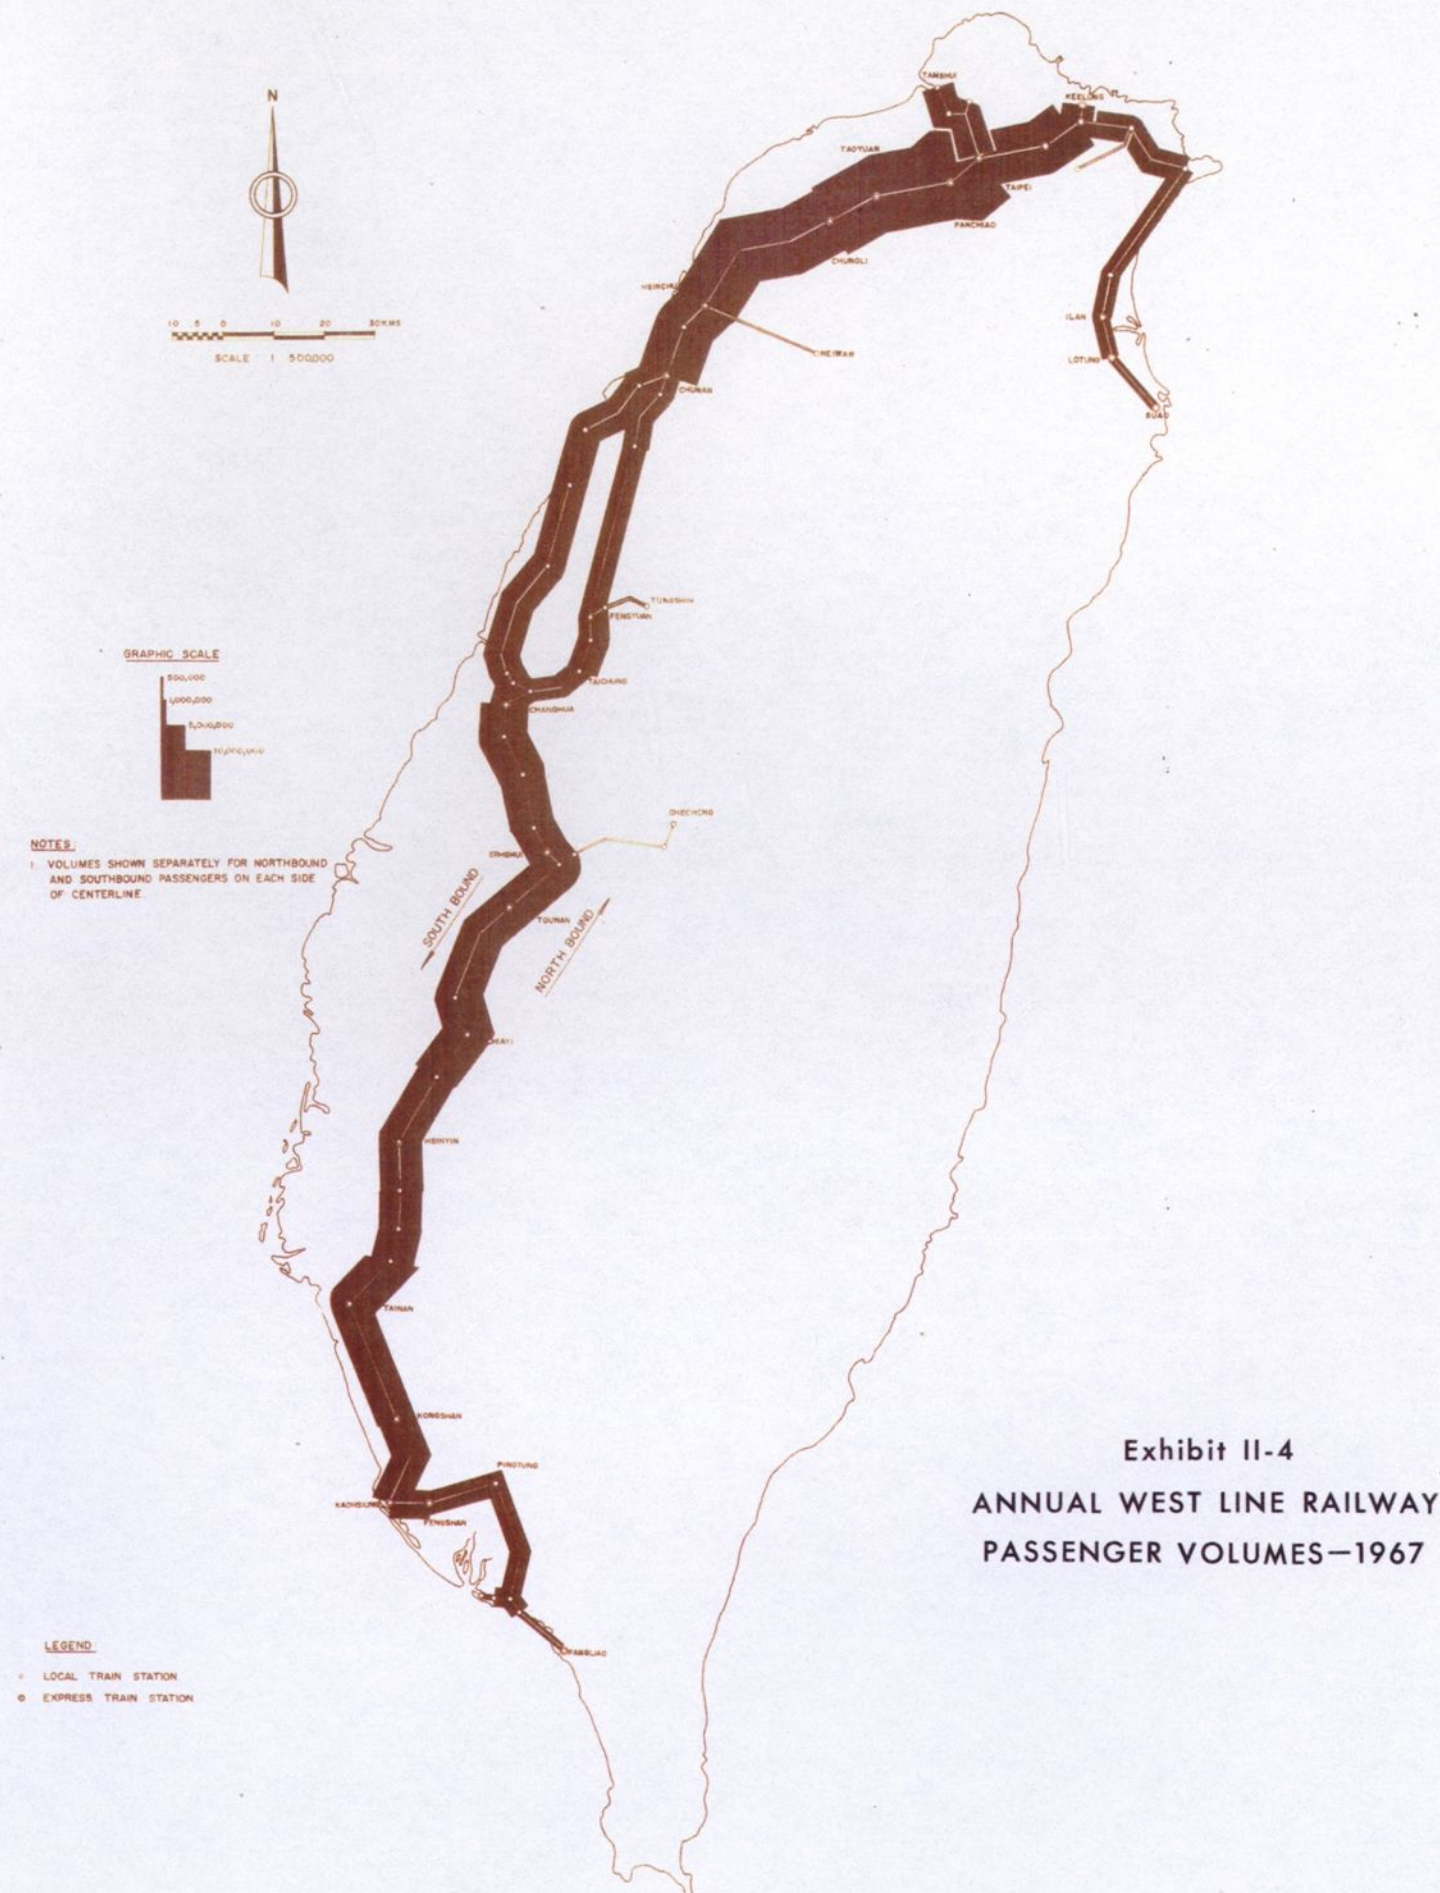 N
TAMSHUI
KEELONG
TAOYUAN
TAIPEI
PANCHIAO
CHUNGLI
HSINCHU
ILAN
10 5 0 10 20 30KMS
SCALE 1 500,000
NEIWAN
LOTUNG
CHUNAN
SUAO
TUNGSHIH
FENGYUAN
GRAPHIC SCALE
500,000
1,000,000
5,000,000
10,000,000
TAICHUNG
CHANGHUA
CHECHENG
NOTES:
1. VOLUMES SHOWN SEPARATELY FOR NORTHBOUND
AND SOUTHBOUND PASSENGERS ON EACH SIDE
OF CENTERLINE.
ERHSHUI
SOUTH BOUND
TOUNAN
NORTH BOUND
CHIAYI
HSINYIN
TAINAN
KONGSHAN
PINGTUNG
KAOHSIUNG
FENGSHAN
FANGLIAO
Exhibit II-4
ANNUAL WEST LINE RAILWAY
PASSENGER VOLUMES—1967
LEGEND:
LOCAL TRAIN STATION
EXPRESS TRAIN STATION